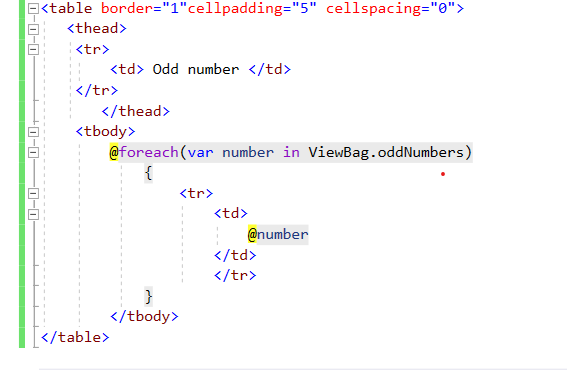 <table border="1"cellpadding="5" cellspacing="0">
<thead>
<tr>
<td> Odd number </td>
</tr>
</thead>
<tbody>
@foreach(var number in ViewBag.oddNumbers)
{
<tr>
<td>
@number
</td>
</tr>
}
</tbody>
</table>